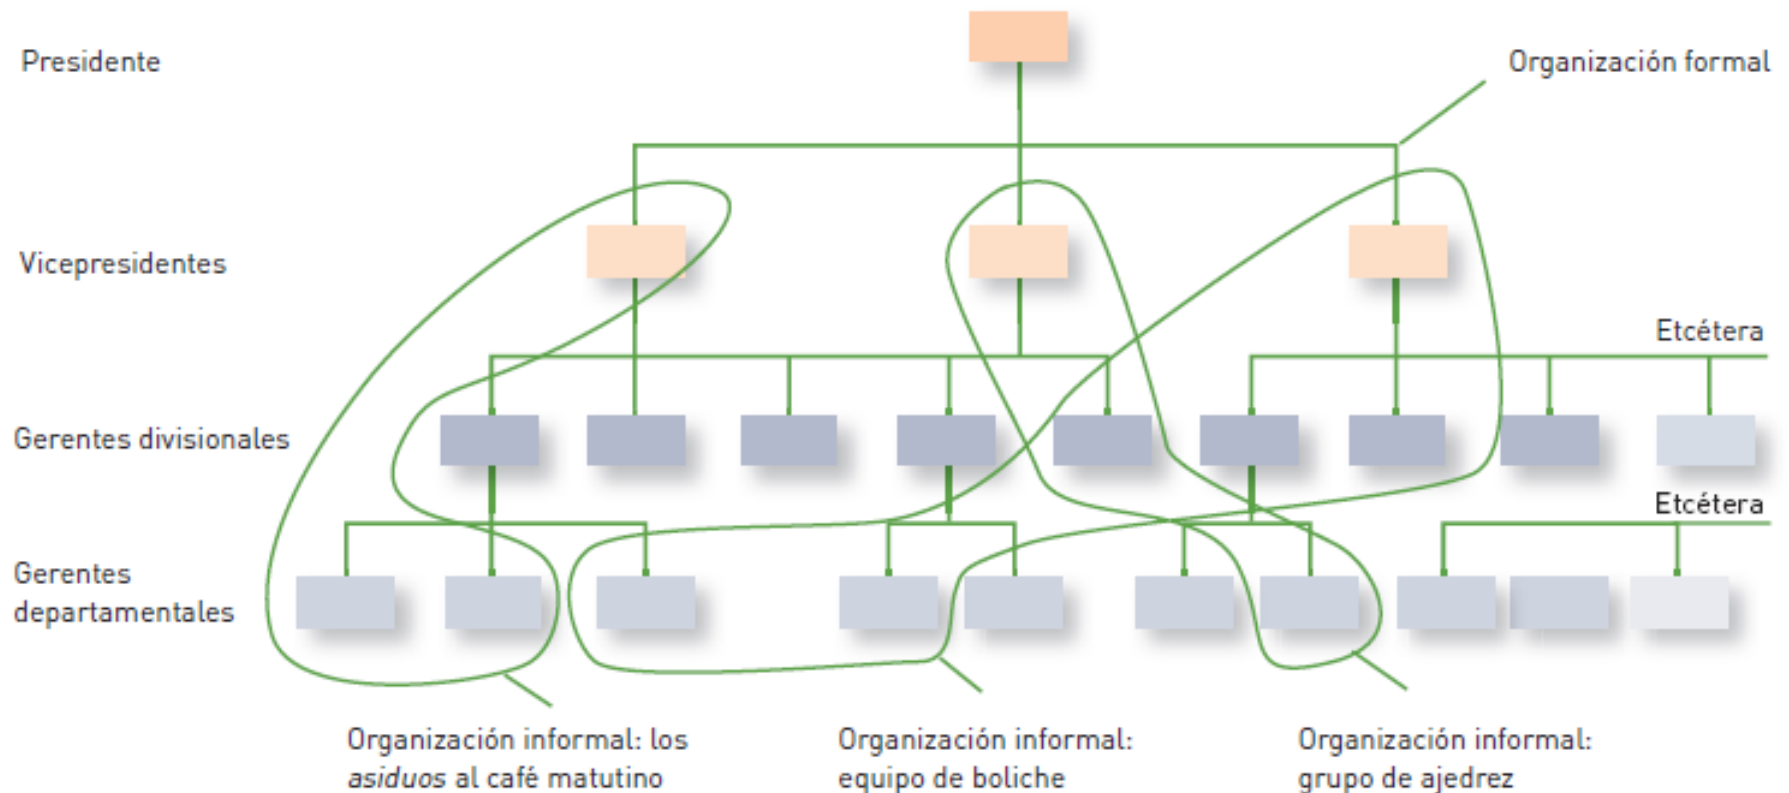 Presidente
Organización formal
Vicepresidentes
Etcétera
Gerentes divisionales
Etcétera
Gerentes
departamentales
Organización informal: los
asiduos al café matutino
Organización informal:
equipo de boliche
Organización informal:
grupo de ajedrez